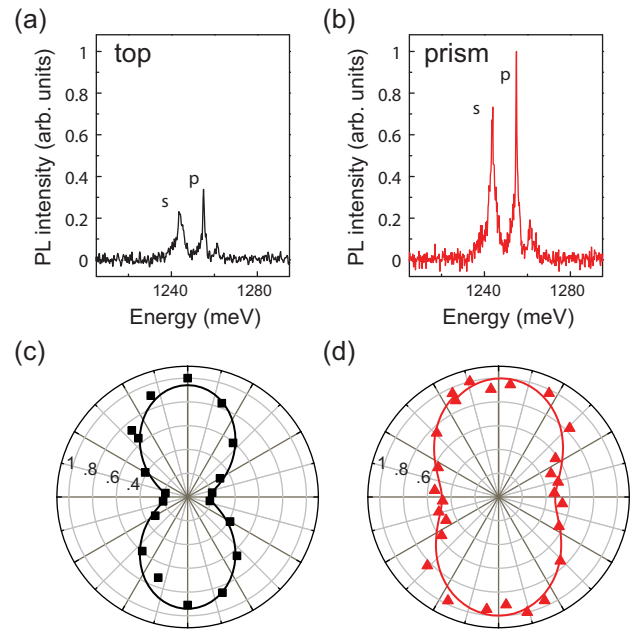 (a)
top
PL intensity (arb. units)
1
0.8
0.6
0.4
0.2
0
s
p
1240
1280
Energy (meV)
(b)
prism
PL intensity (arb. units)
1
0.8
0.6
0.4
0.2
0
s
p
1240
1280
Energy (meV)
(c)
1
.8
.6
.4
(d)
1
.8
.6